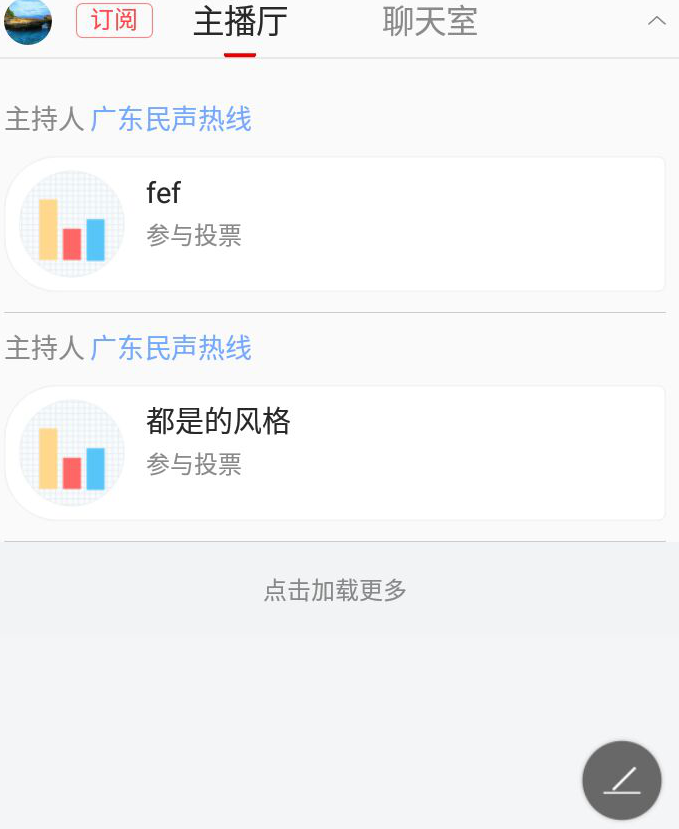 订阅 主播厅 聊天室
主持人 广东民声热线
fef
参与投票
主持人 广东民声热线
都是的风格
参与投票
点击加载更多